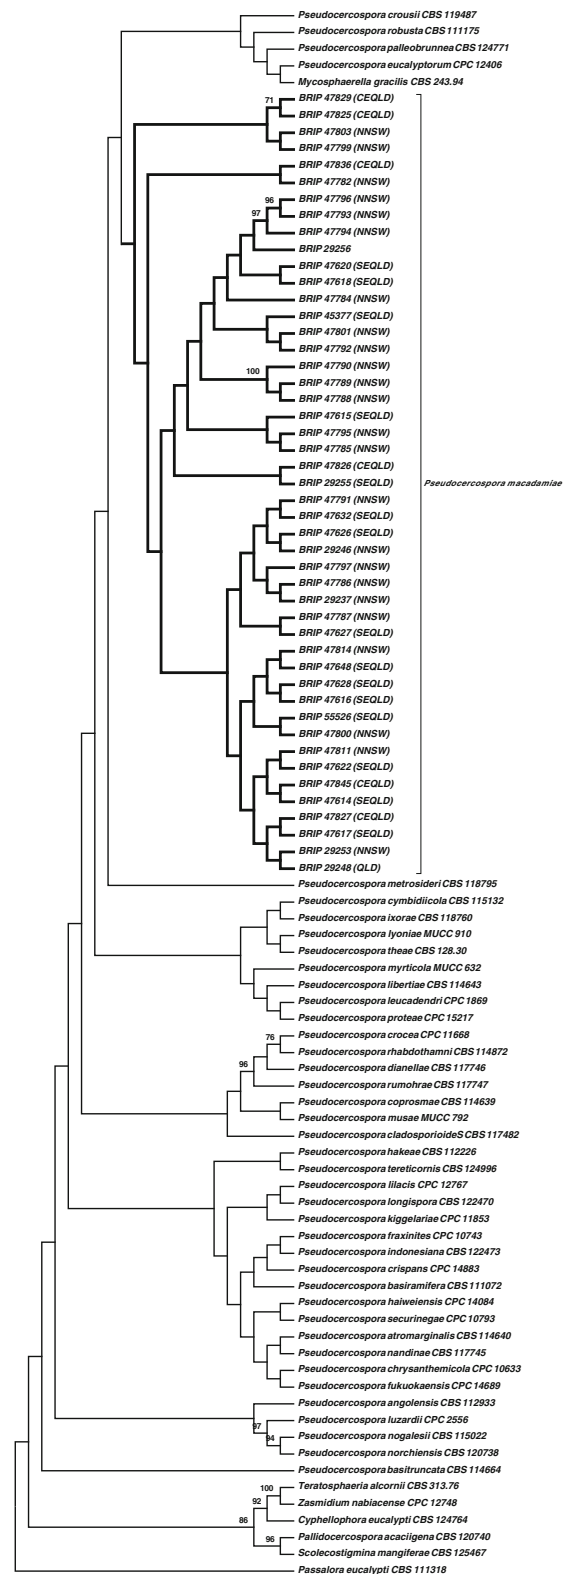 Pseudocercospora crousii CBS 119487
Pseudocercospora robusta CBS 111175
Pseudocercospora palleobrunnea CBS 124771
Pseudocercospora eucalyptorum CPC 12406
Mycosphaerella gracilis CBS 243.94
71
BRIP 47829 (CEQLD)
BRIP 47825 (CEQLD)
BRIP 47803 (NNSW)
BRIP 47799 (NNSW)
BRIP 47836 (CEQLD)
BRIP 47782 (NNSW)
96
BRIP 47796 (NNSW)
97
BRIP 47793 (NNSW)
BRIP 47794 (NNSW)
BRIP 29256
BRIP 47620 (SEQLD)
BRIP 47618 (SEQLD)
BRIP 47784 (NNSW)
BRIP 45377 (SEQLD)
BRIP 47801 (NNSW)
BRIP 47792 (NNSW)
100
BRIP 47790 (NNSW)
BRIP 47789 (NNSW)
BRIP 47788 (NNSW)
BRIP 47615 (SEQLD)
BRIP 47795 (NNSW)
BRIP 47785 (NNSW)
BRIP 47826 (CEQLD)
BRIP 29255 (SEQLD)
Pseudocercospora macadamiae
BRIP 47791 (NNSW)
BRIP 47632 (SEQLD)
BRIP 47626 (SEQLD)
BRIP 29246 (NNSW)
BRIP 47797 (NNSW)
BRIP 47786 (NNSW)
BRIP 29237 (NNSW)
BRIP 47787 (NNSW)
BRIP 47627 (SEQLD)
BRIP 47814 (NNSW)
BRIP 47648 (SEQLD)
BRIP 47628 (SEQLD)
BRIP 47616 (SEQLD)
BRIP 55526 (SEQLD)
BRIP 47800 (NNSW)
BRIP 47811 (NNSW)
BRIP 47622 (SEQLD)
BRIP 47845 (CEQLD)
BRIP 47614 (SEQLD)
BRIP 47827 (CEQLD)
BRIP 47617 (SEQLD)
BRIP 29253 (NNSW)
BRIP 29248 (QLD)
Pseudocercospora metrosideri CBS 118795
Pseudocercospora cymbidiicola CBS 115132
Pseudocercospora ixorae CBS 118760
Pseudocercospora lyoniae MUCC 910
Pseudocercospora theae CBS 128.30
Pseudocercospora myrticola MUCC 632
Pseudocercospora libertiae CBS 114643
Pseudocercospora leucadendri CPC 1869
Pseudocercospora proteae CPC 15217
76
Pseudocercospora crocea CPC 11668
Pseudocercospora rhabdothamni CBS 114872
96
Pseudocercospora dianellae CBS 117746
Pseudocercospora rumohrae CBS 117747
Pseudocercospora coprosmae CBS 114639
Pseudocercospora musae MUCC 792
Pseudocercospora cladosporioideS CBS 117482
Pseudocercospora hakeae CBS 112226
Pseudocercospora tereticornis CBS 124996
Pseudocercospora lilacis CPC 12767
Pseudocercospora longispora CBS 122470
Pseudocercospora kiggelariae CPC 11853
Pseudocercospora fraxinites CPC 10743
Pseudocercospora indonesiana CBS 122473
Pseudocercospora crispans CPC 14883
Pseudocercospora basiramifera CBS 111072
Pseudocercospora haiweiensis CPC 14084
Pseudocercospora securinegae CPC 10793
Pseudocercospora atromarginalis CBS 114640
Pseudocercospora nandinae CBS 117745
Pseudocercospora chrysanthemicola CPC 10633
Pseudocercospora fukuokaensis CPC 14689
Pseudocercospora angolensis CBS 112933
Pseudocercospora luzardii CPC 2556
97
Pseudocercospora nogalesii CBS 115022
94
Pseudocercospora norchiensis CBS 120738
Pseudocercospora basitruncata CBS 114664
Teratosphaeria alcornii CBS 313.76
100
Zasmidium nabiacense CPC 12748
92
Cyphellophora eucalypti CBS 124764
86
Pallidocercospora acaciigena CBS 120740
96
Scolecostigmina mangiferae CBS 125467
Passalora eucalypti CBS 111318